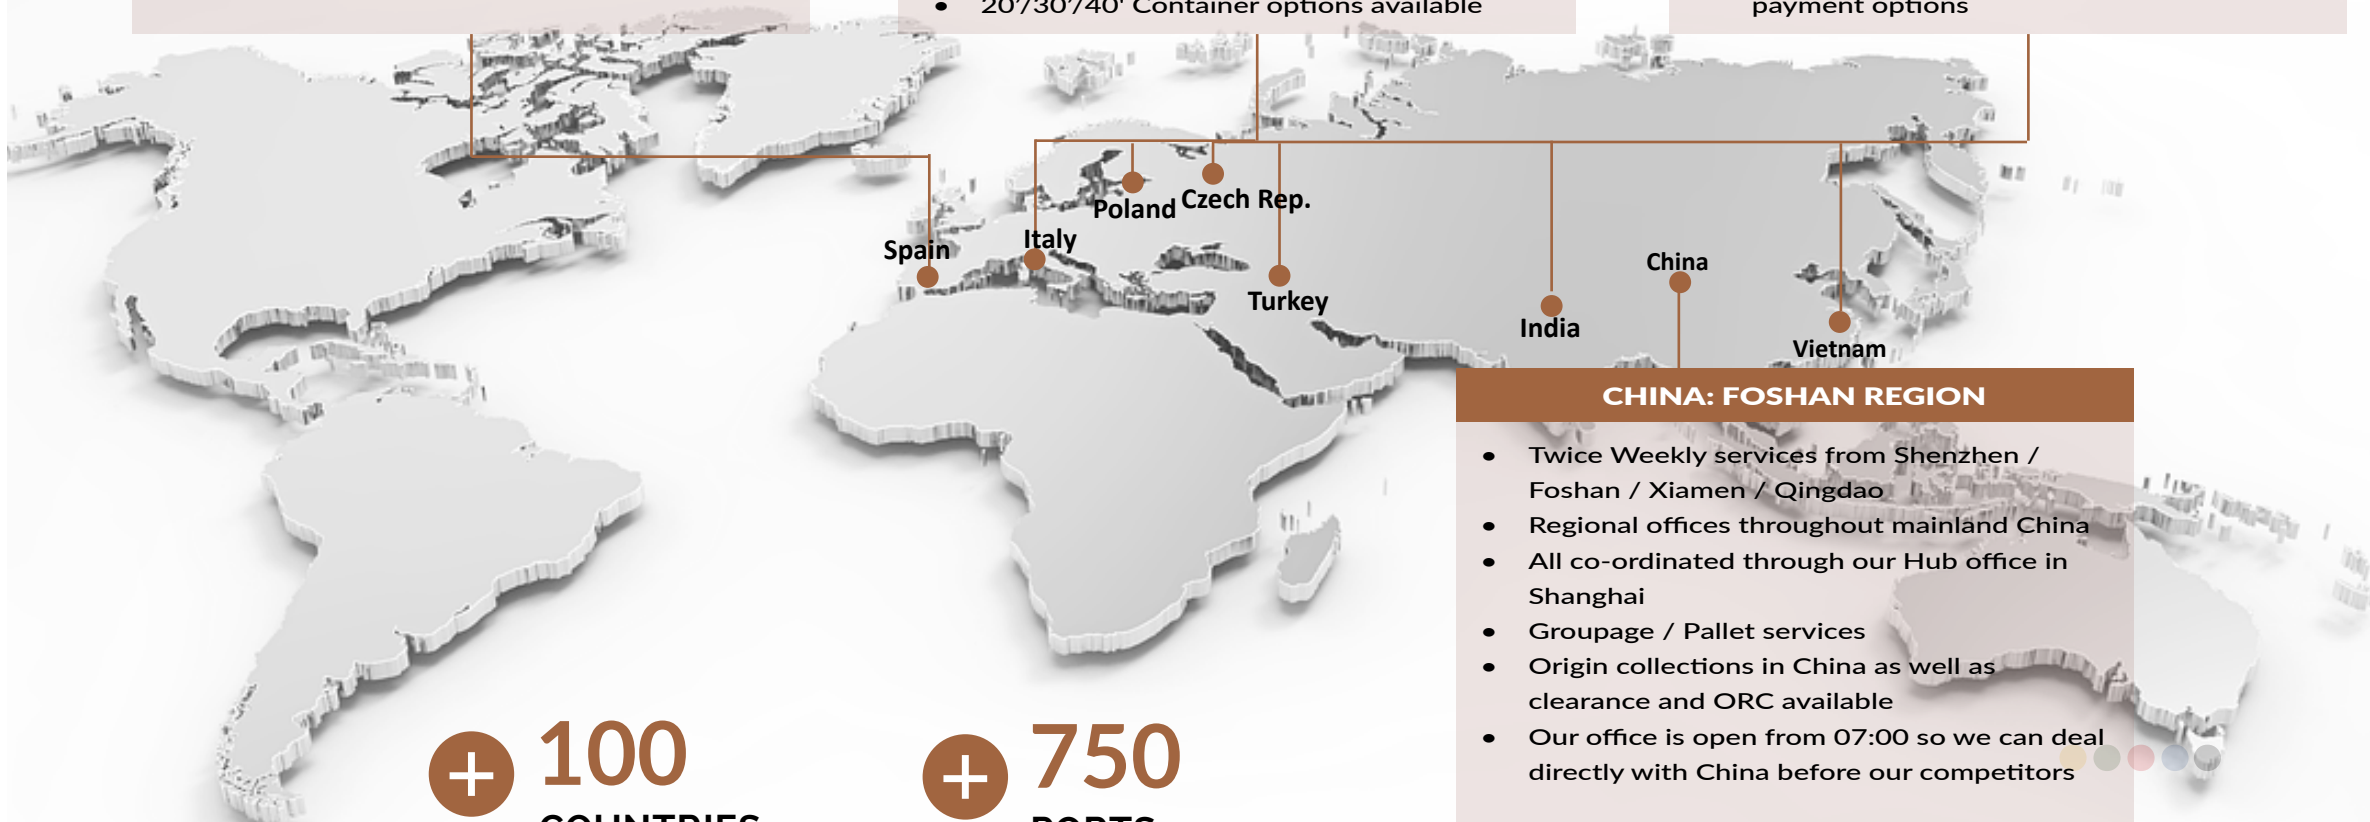 • 20'/30'/40' Container options available
payment options
Poland
Czech Rep.
Spain
Italy
Turkey
China
India
Vietnam
CHINA: FOSHAN REGION
• Twice Weekly services from Shenzhen /
Foshan / Xiamen / Qingdao
• Regional offices throughout mainland China
• All co-ordinated through our Hub office in
Shanghai
• Groupage / Pallet services
• Origin collections in China as well as
clearance and ORC available
• Our office is open from 07:00 so we can deal
directly with China before our competitors
+ 100
COUNTRIES
+ 750
PORTS